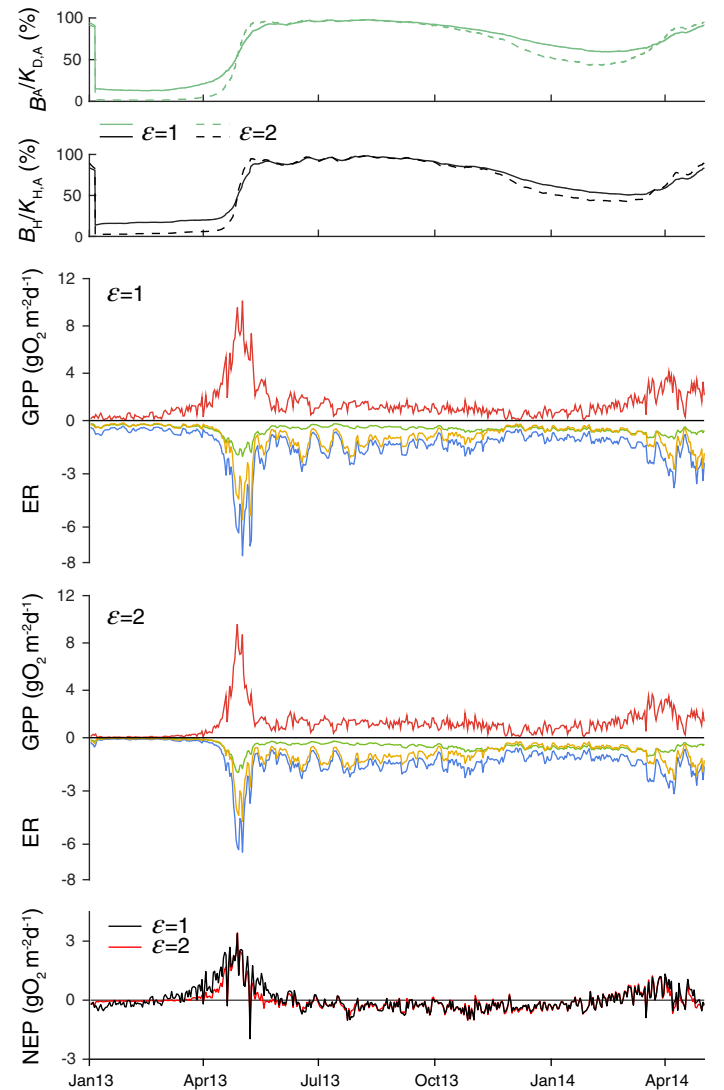 100
50
0
B_A/K_D,A (%)
ε=1 ε=2
100
50
0
B_H/K_H,A (%)
12
8
4
0
GPP (gO₂ m⁻²d⁻¹)
ε=1
-3
-6
-8
ER
12
8
4
0
GPP (gO₂ m⁻²d⁻¹)
ε=2
-3
-6
-8
ER
3
0
-3
NEP (gO₂ m⁻²d⁻¹)
ε=1
ε=2
Jan13 Apr13 Jul13 Oct13 Jan14 Apr14